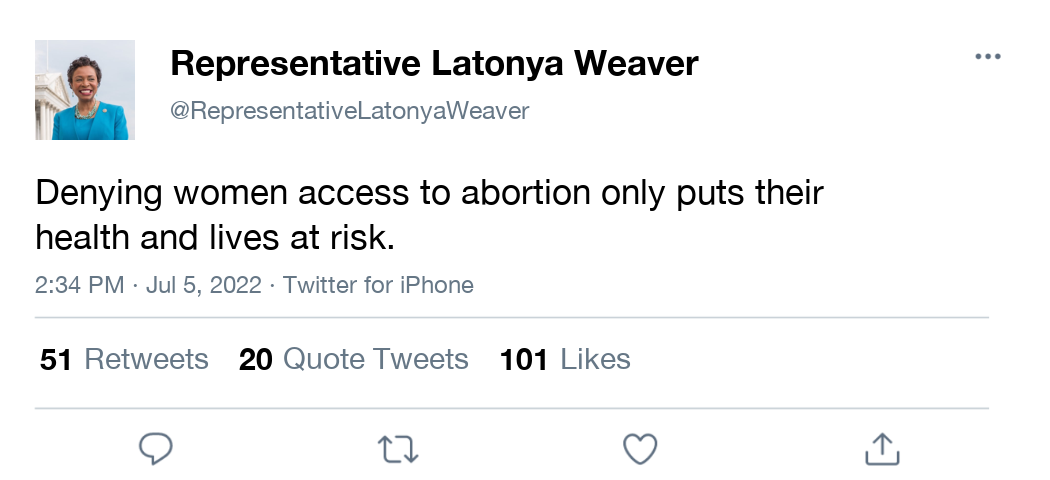 Representative Latonya Weaver
@RepresentativeLatonyaWeaver
Denying women access to abortion only puts their
health and lives at risk.
2:34 PM · Jul 5, 2022 · Twitter for iPhone
51 Retweets 20 Quote Tweets 101 Likes